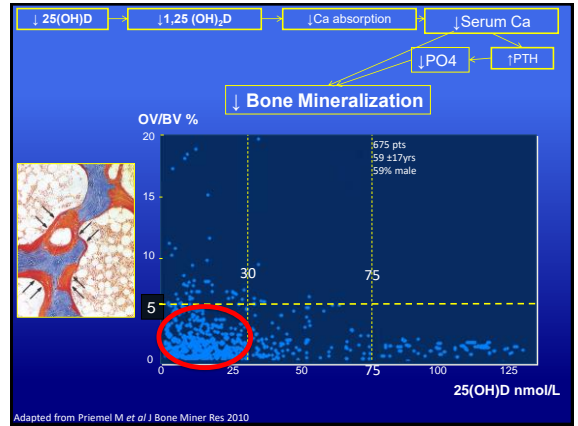 ↓ 25(OH)D
↓1,25 (OH)₂D
↓Ca absorption
↓Serum Ca
↓PO4
↑PTH
↓ Bone Mineralization
OV/BV %
675 pts
59 ±17yrs
59% male
20
15
10
5
0
30
75
0
25
50
75
100
125
25(OH)D nmol/L
Adapted from Priemel M et al J Bone Miner Res 2010